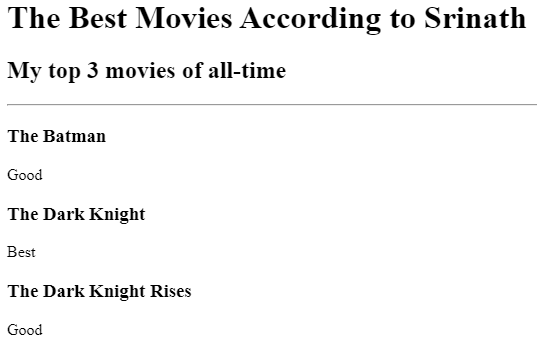 The Best Movies According to Srinath
My top 3 movies of all-time
The Batman
Good
The Dark Knight
Best
The Dark Knight Rises
Good